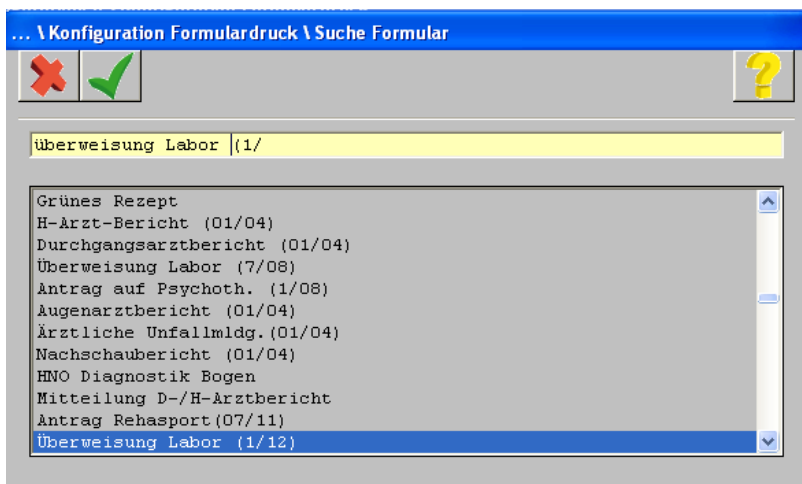 ... \ Konfiguration Formulardruck \ Suche Formular
überweisung Labor (1/
Grünes Rezept
H-Arzt-Bericht (01/04)
Durchgangsarztbericht (01/04)
Überweisung Labor (7/08)
Antrag auf Psychoth. (1/08)
Augenarztbericht (01/04)
Ärztliche Unfallmldg.(01/04)
Nachschaubericht (01/04)
HNO Diagnostik Bogen
Mitteilung D-/H-Arztbericht
Antrag Rehasport(07/11)
Überweisung Labor (1/12)